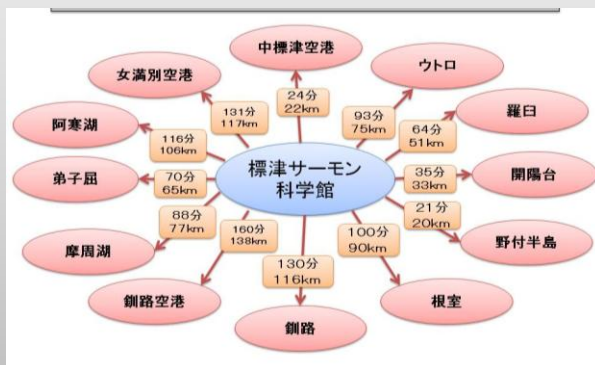 中標津空港
女満別空港
ウトロ
24分
22km
131分
117km
93分
75km
阿寒湖
羅臼
116分
106km
64分
51km
標津サーモン
科学館
弟子屈
70分
65km
35分
33km
開陽台
88分
77km
21分
20km
摩周湖
160分
138km
100分
90km
野付半島
130分
116km
釧路空港
根室
釧路